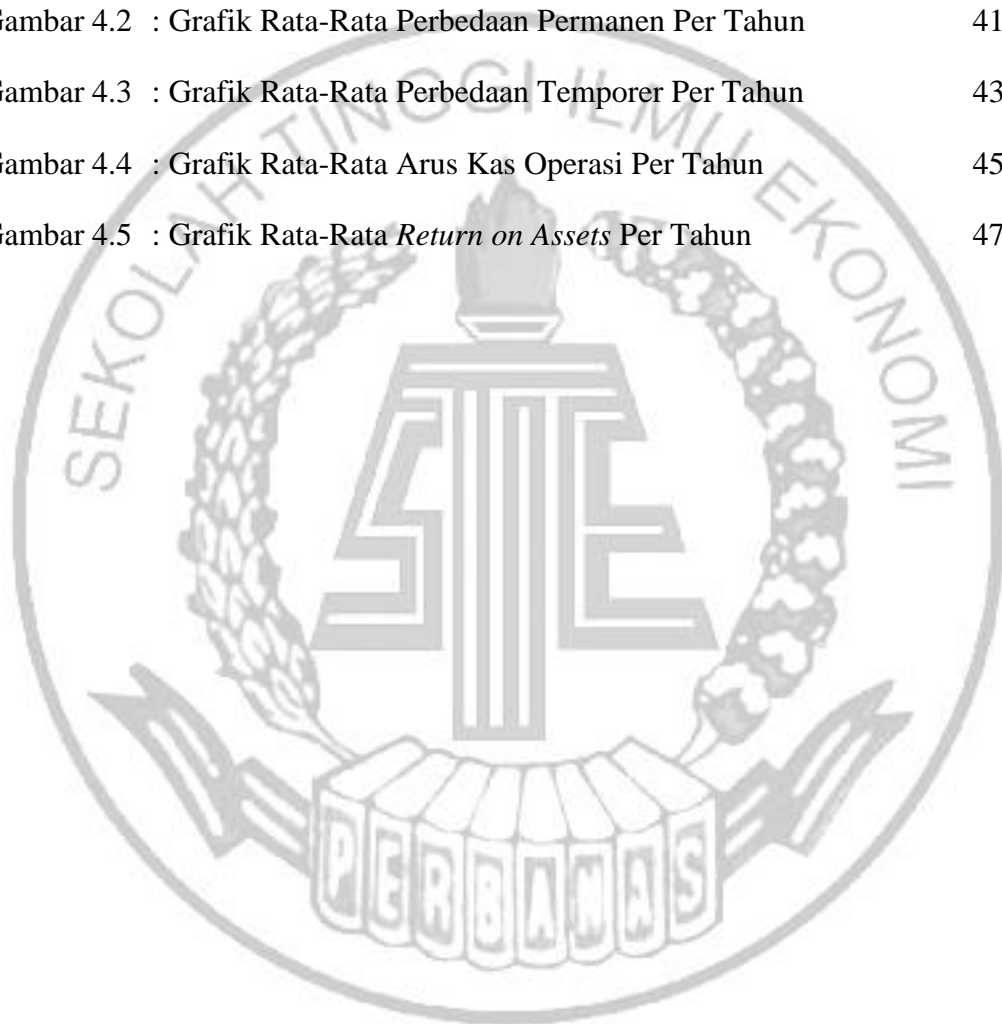 Gambar 4.2 : Grafik Rata-Rata Perbedaan Permanen Per Tahun 41
Gambar 4.3 : Grafik Rata-Rata Perbedaan Temporer Per Tahun 43
Gambar 4.4 : Grafik Rata-Rata Arus Kas Operasi Per Tahun 45
Gambar 4.5 : Grafik Rata-Rata Return on Assets Per Tahun 47
SEKOLAH TINGGI ILMU EKONOMI
STIE
PERBANAS